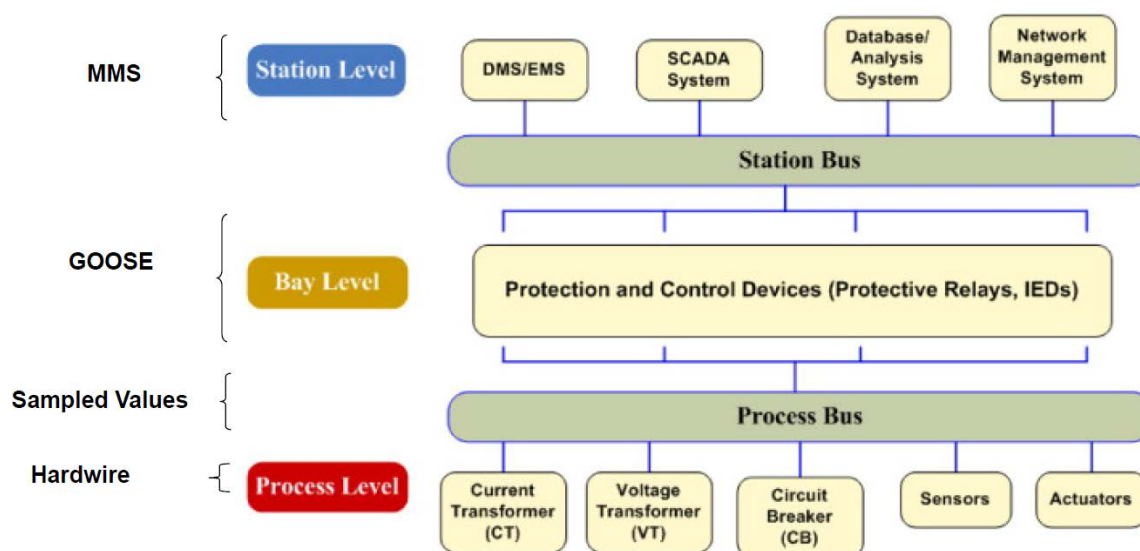 MMS
Station Level
DMS/EMS
SCADA
System
Database/
Analysis
System
Network
Management
System
Station Bus
GOOSE
Bay Level
Protection and Control Devices (Protective Relays, IEDs)
Sampled Values
Process Bus
Hardwire
Process Level
Current
Transformer
(CT)
Voltage
Transformer
(VT)
Circuit
Breaker
(CB)
Sensors
Actuators